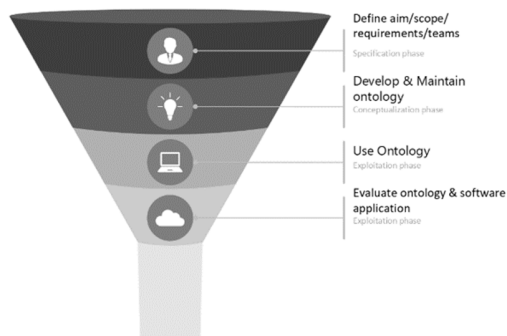 Define aim/scope/
requirements/teams
Specification phase
Develop & Maintain
ontology
Conceptualization phase
Use Ontology
Exploitation phase
Evaluate ontology & software
application
Exploitation phase